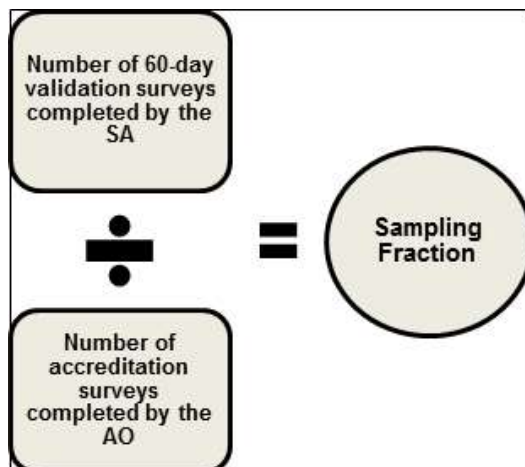 Number of 60-day
validation surveys
completed by the
SA
÷
=
Sampling
Fraction
Number of
accreditation
surveys
completed by the
AO